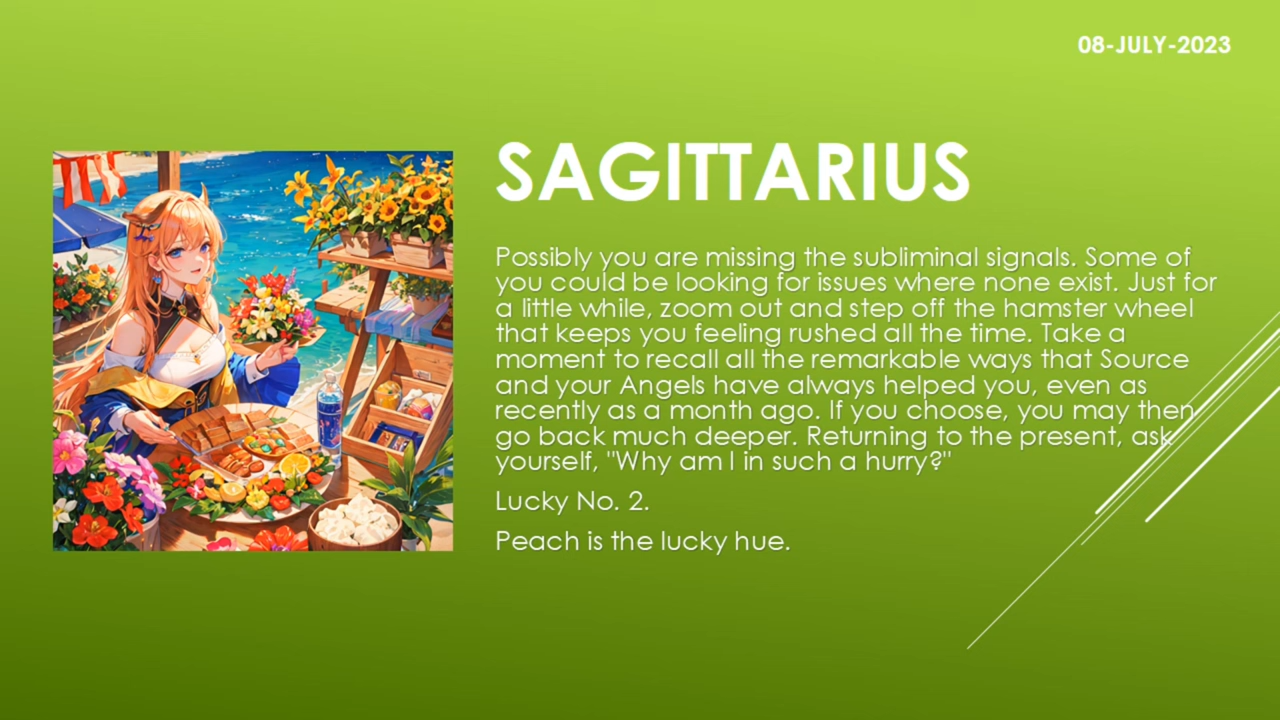 08-JULY-2023
SAGITTARIUS
Possibly you are missing the subliminal signals. Some of
you could be looking for issues where none exist. Just for
a little while, zoom out and step off the hamster wheel
that keeps you feeling rushed all the time. Take a
moment to recall all the remarkable ways that Source
and your Angels have always helped you, even as
recently as a month ago. If you choose, you may then
go back much deeper. Returning to the present, ask
yourself, "Why am I in such a hurry?"
Lucky No. 2.
Peach is the lucky hue.